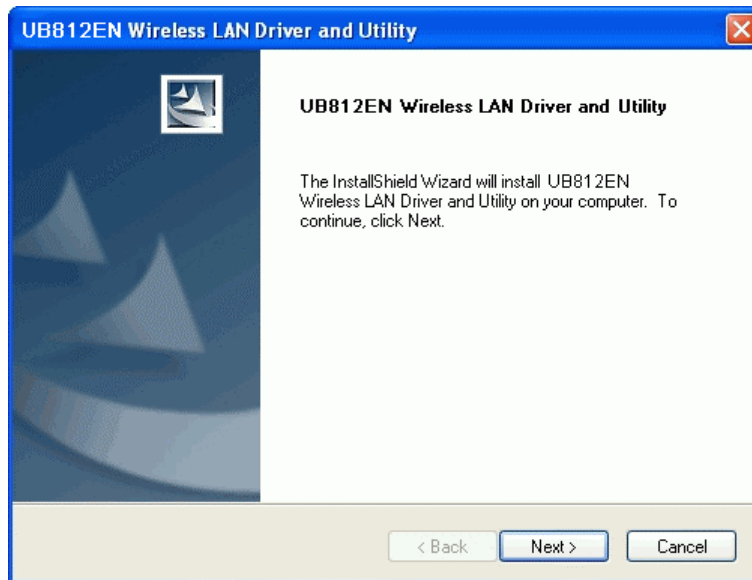 UB812EN Wireless LAN Driver and Utility
UB812EN Wireless LAN Driver and Utility
The InstallShield Wizard will install UB812EN
Wireless LAN Driver and Utility on your computer. To
continue, click Next.
< Back Next > Cancel